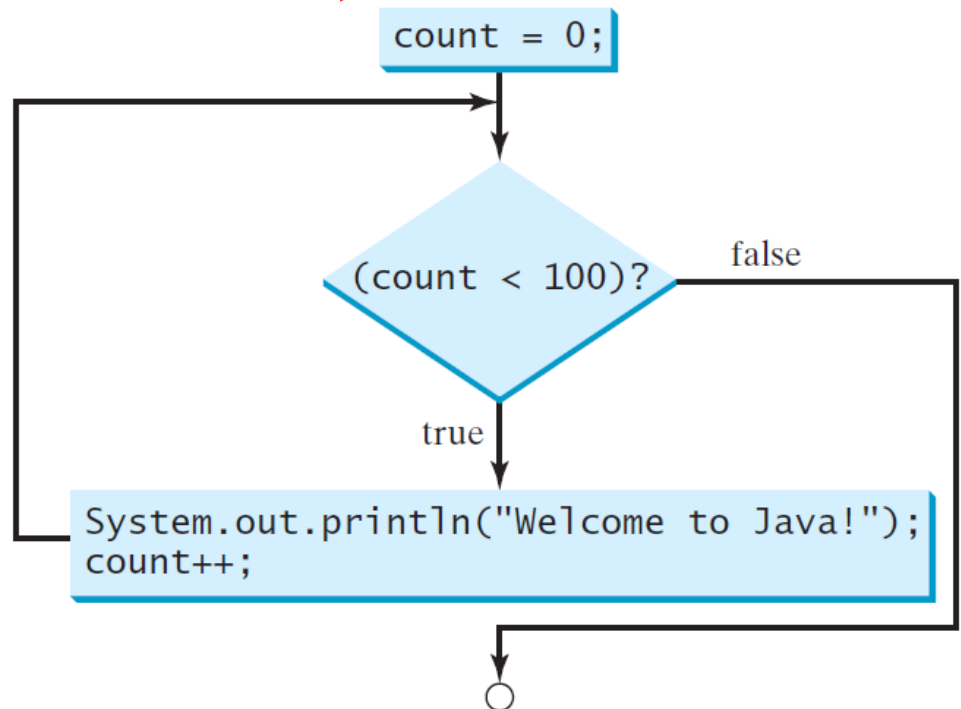 count = 0;
(count < 100)?
false
true
System.out.println("Welcome to Java!");
count++;